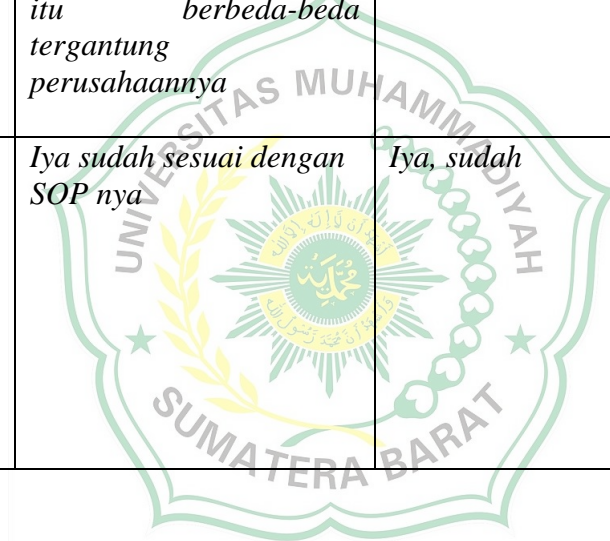 itu berbeda-beda
tergantung
perusahaannya
Iya sudah sesuai dengan
SOP nya
Iya, sudah
UNIVERSITAS MUHAMMADIYAH
SUMATERA BARAT